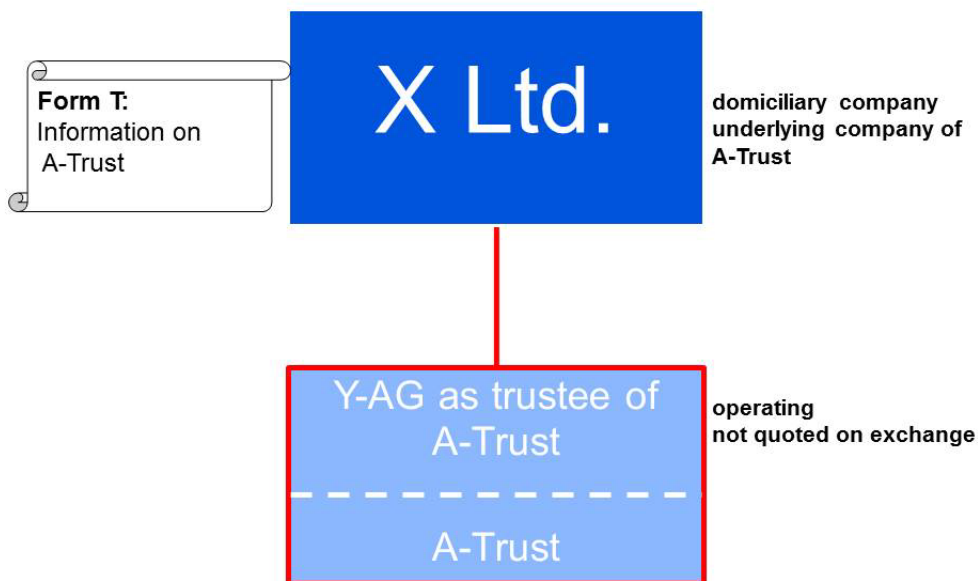 Form T:
Information on
A-Trust
X Ltd.
domiciliary company
underlying company of
A-Trust
Y-AG as trustee of
A-Trust
operating
not quoted on exchange
A-Trust